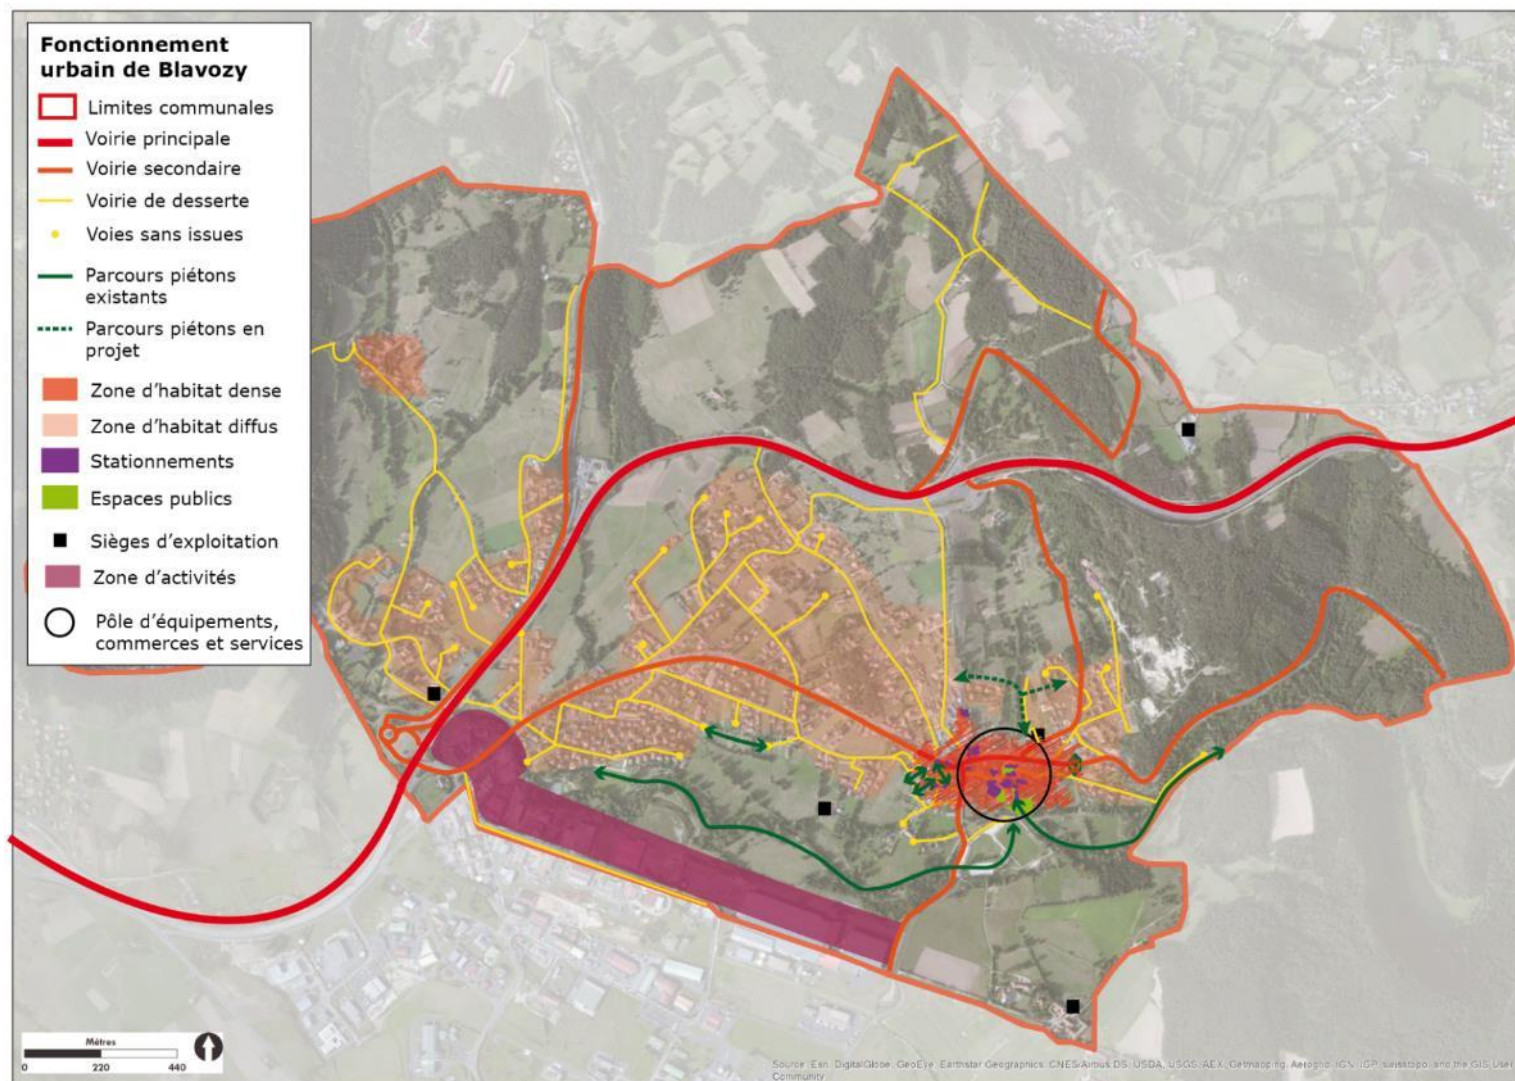 Fonctionnement
urbain de Blavozy
Limites communales
Voirie principale
Voirie secondaire
Voirie de desserte
Voies sans issues
Parcours piétons
existants
Parcours piétons en
projet
Zone d'habitat dense
Zone d'habitat diffus
Stationnements
Espaces publics
Sièges d'exploitation
Zone d'activités
Pôle d'équipements,
commerces et services
Mètres
0 220 440
Source: Esri, DigitalGlobe, GeoEye, Earthstar Geographics, CNES/Airbus DS, USDA, USGS, AEX, Getmapping, Aerogrid, IGN, IGP, swisstopo, and the GIS User
Community